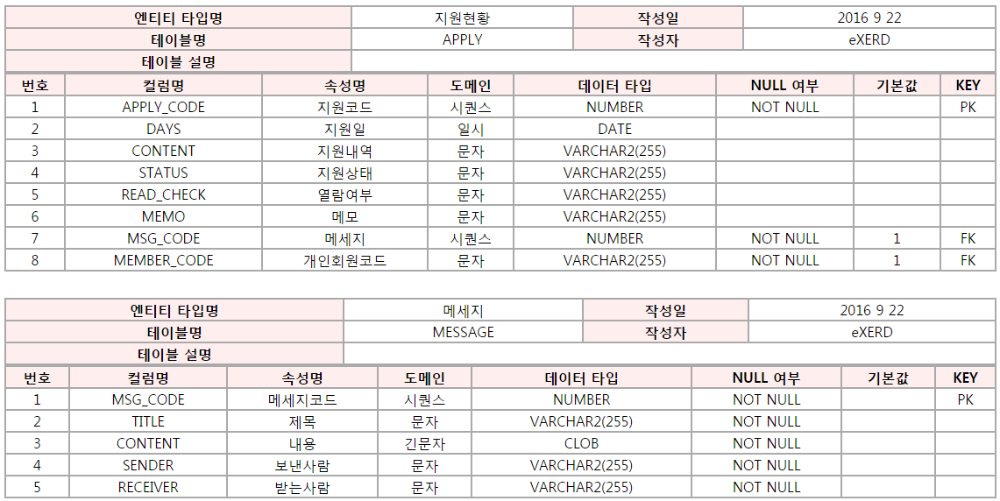 엔티티 타입명 지원현황 작성일 2016 9 22
테이블명 APPLY 작성자 eXERD
테이블 설명
번호 컬럼명 속성명 도메인 데이터 타입 NULL 여부 기본값 KEY
1 APPLY_CODE 지원코드 시퀀스 NUMBER NOT NULL PK
2 DAYS 지원일 일시 DATE
3 CONTENT 지원내역 문자 VARCHAR2(255)
4 STATUS 지원상태 문자 VARCHAR2(255)
5 READ_CHECK 열람여부 문자 VARCHAR2(255)
6 MEMO 메모 문자 VARCHAR2(255)
7 MSG_CODE 메세지 시퀀스 NUMBER NOT NULL 1 FK
8 MEMBER_CODE 개인회원코드 문자 VARCHAR2(255) NOT NULL 1 FK
엔티티 타입명 메세지 작성일 2016 9 22
테이블명 MESSAGE 작성자 eXERD
테이블 설명
번호 컬럼명 속성명 도메인 데이터 타입 NULL 여부 기본값 KEY
1 MSG_CODE 메세지코드 시퀀스 NUMBER NOT NULL PK
2 TITLE 제목 문자 VARCHAR2(255) NOT NULL
3 CONTENT 내용 긴문자 CLOB NOT NULL
4 SENDER 보낸사람 문자 VARCHAR2(255) NOT NULL
5 RECEIVER 받는사람 문자 VARCHAR2(255) NOT NULL